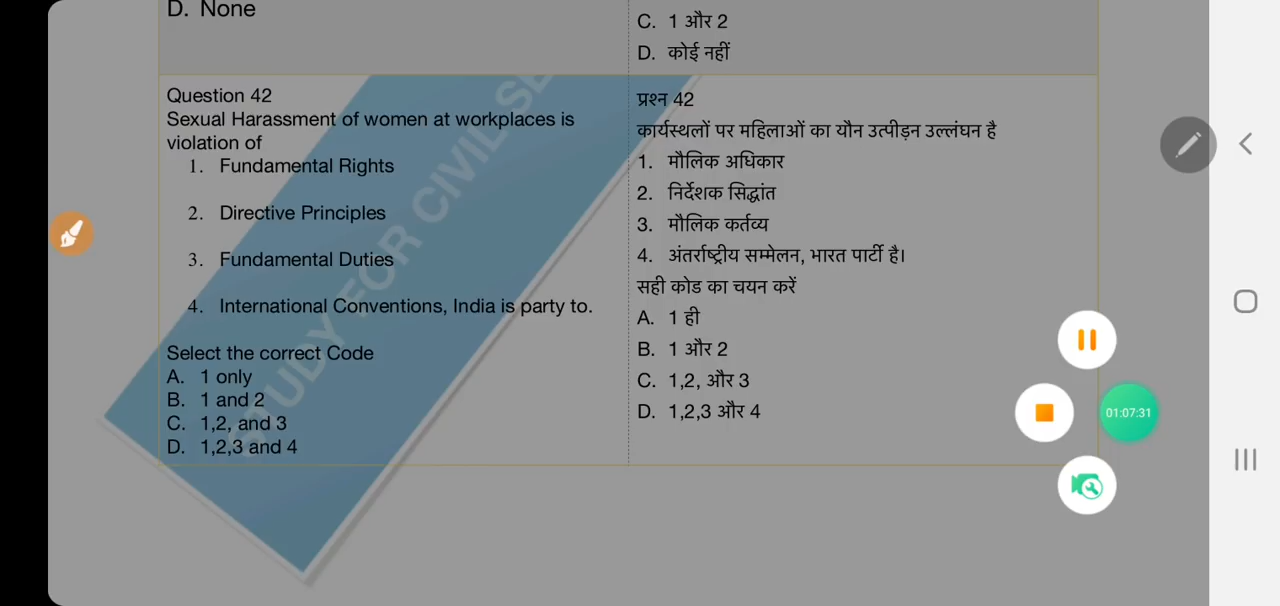 D. None
Question 42
Sexual Harassment of women at workplaces is
violation of
1. Fundamental Rights
2. Directive Principles
3. Fundamental Duties
4. International Conventions, India is party to.
Select the correct Code
A. 1 only
B. 1 and 2
C. 1,2, and 3
D. 1,2,3 and 4
C. 1 और 2
D. कोई नहीं
प्रश्न 42
कार्यस्थलों पर महिलाओं का यौन उत्पीड़न उल्लंघन है
1. मौलिक अधिकार
2. निर्देशक सिद्धांत
3. मौलिक कर्तव्य
4. अंतर्राष्ट्रीय सम्मेलन, भारत पार्टी है।
सही कोड का चयन करें
A. 1 ही
B. 1 और 2
C. 1,2, और 3
D. 1,2,3 और 4
STUDY FOR CIVIL SE
01:07:31